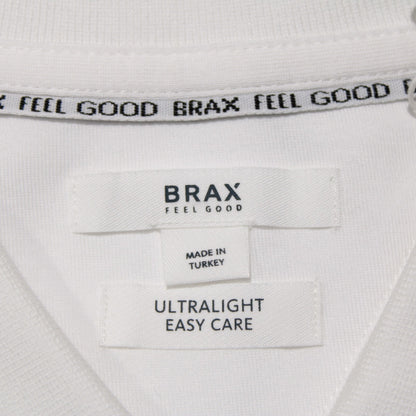 FEEL GOOD BRAX FEEL GOOD
BRAX
FEEL GOOD
MADE IN
TURKEY
ULTRALIGHT
EASY CARE